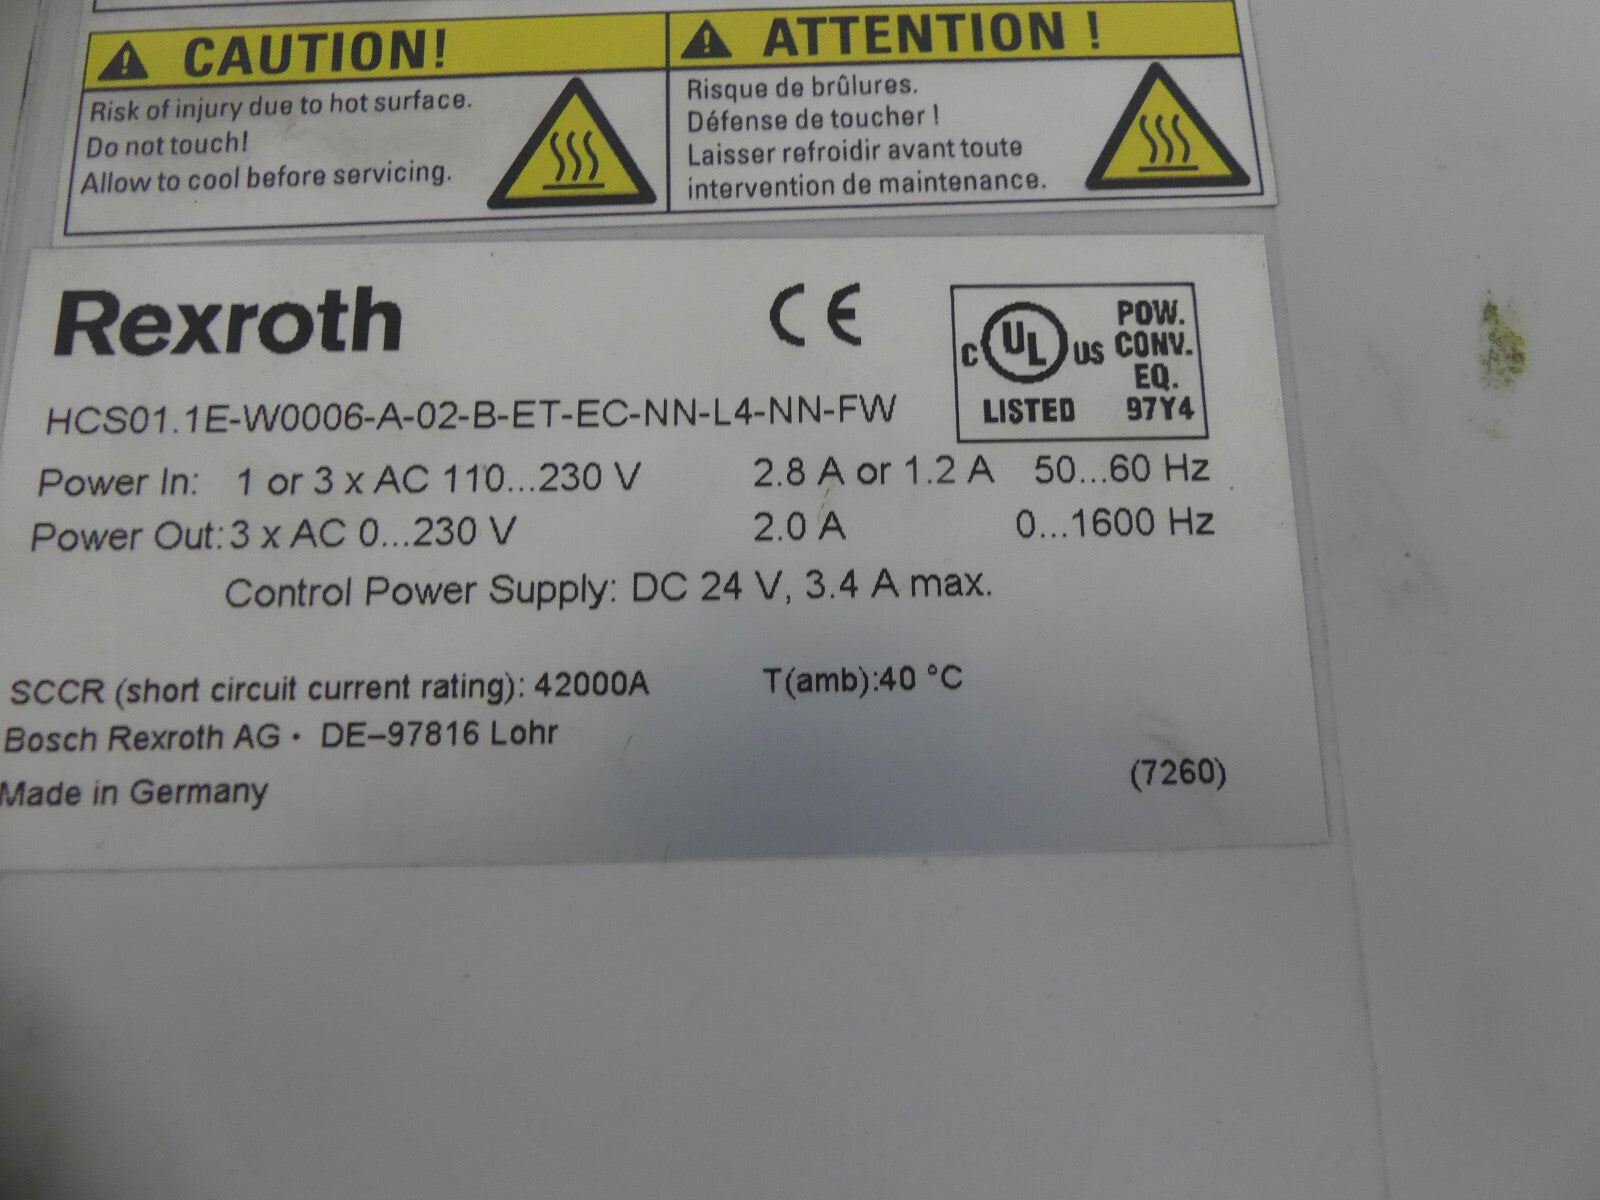 CAUTION!
Risk of injury due to hot surface.
Do not touch!
Allow to cool before servicing.
ATTENTION !
Risque de brûlures.
Défense de toucher !
Laisser refroidir avant toute
intervention de maintenance.
Rexroth
CE
C UL US
LISTED
POW.
CONV.
EQ.
97Y4
HCS01.1E-W0006-A-02-B-ET-EC-NN-L4-NN-FW
Power In: 1 or 3 x AC 110...230 V 2.8 A or 1.2 A 50...60 Hz
Power Out: 3 x AC 0...230 V 2.0 A 0...1600 Hz
Control Power Supply: DC 24 V, 3.4 A max.
SCCR (short circuit current rating): 42000A T(amb):40 °C
Bosch Rexroth AG • DE–97816 Lohr
Made in Germany (7260)